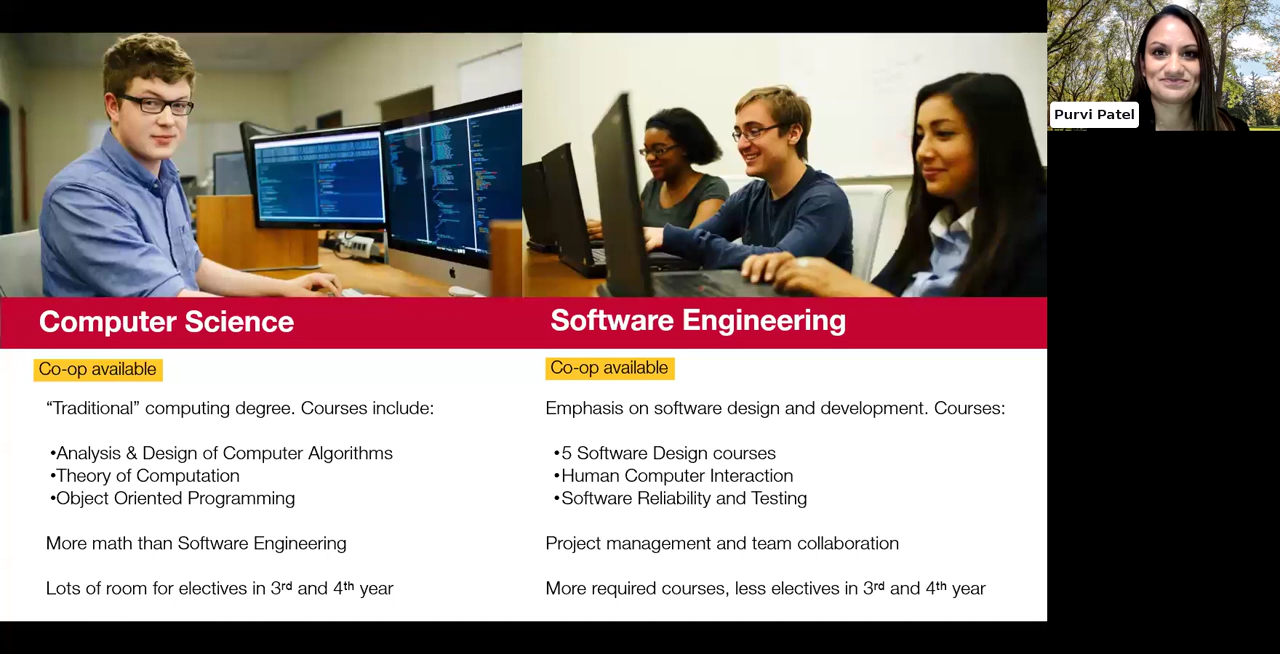 Purvi Patel
Computer Science
Co-op available
“Traditional” computing degree. Courses include:
•Analysis & Design of Computer Algorithms
•Theory of Computation
•Object Oriented Programming
More math than Software Engineering
Lots of room for electives in 3rd and 4th year
Software Engineering
Co-op available
Emphasis on software design and development. Courses:
•5 Software Design courses
•Human Computer Interaction
•Software Reliability and Testing
Project management and team collaboration
More required courses, less electives in 3rd and 4th year